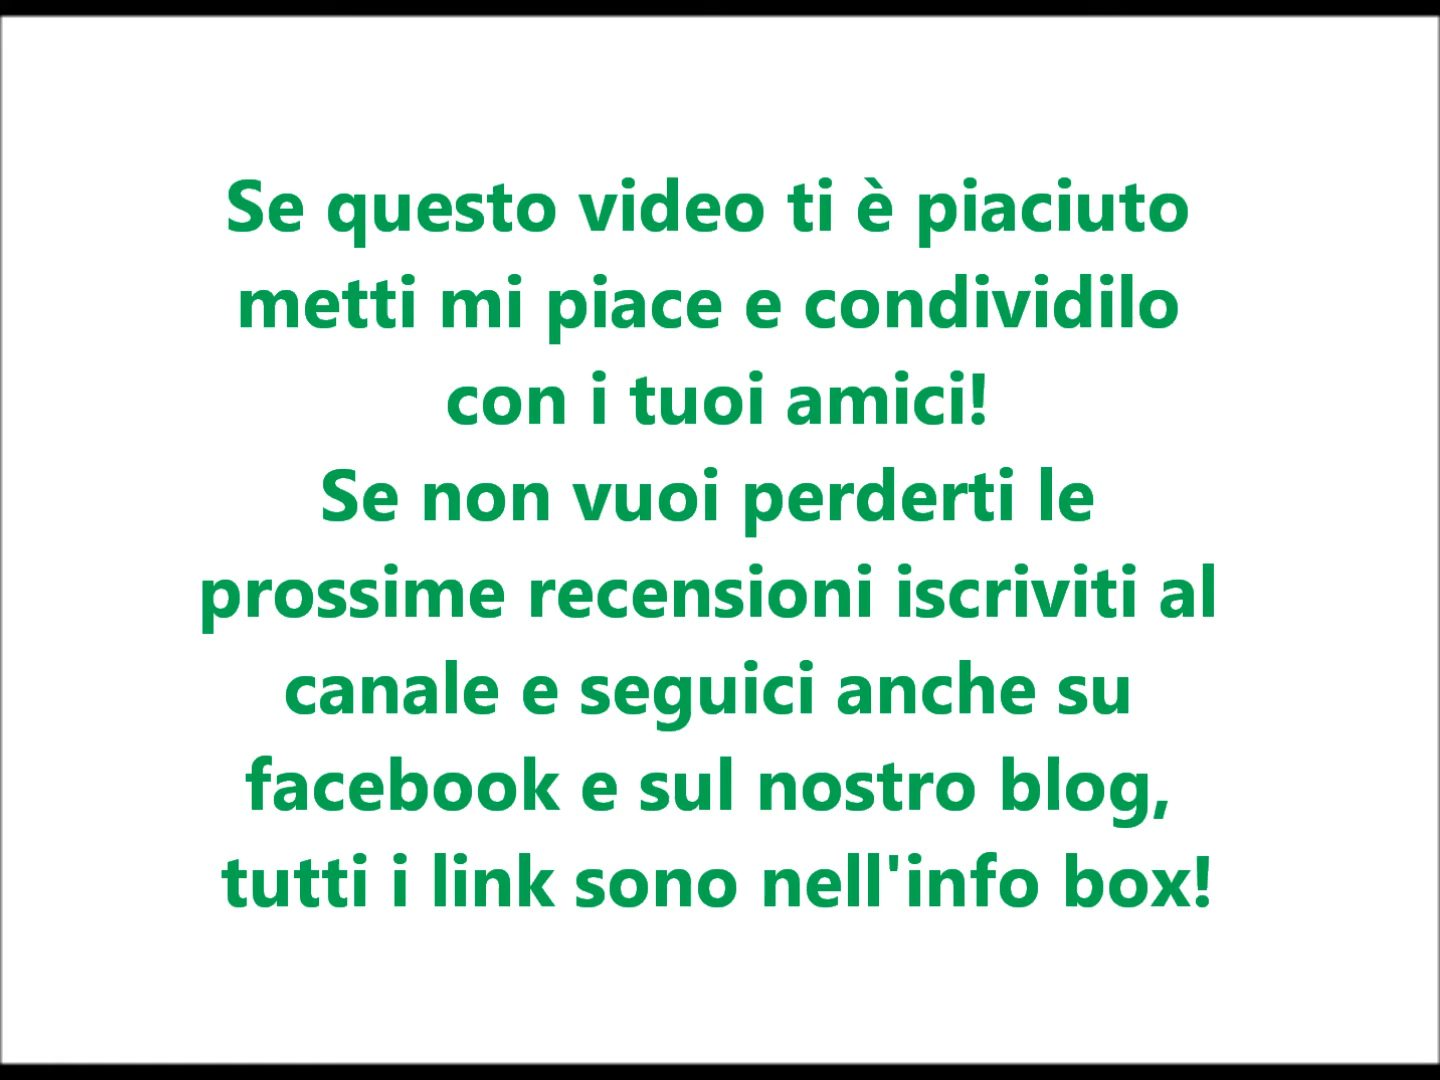 Se questo video ti è piaciuto
metti mi piace e condividilo
con i tuoi amici!
Se non vuoi perderti le
prossime recensioni iscriviti al
canale e seguici anche su
facebook e sul nostro blog,
tutti i link sono nell'info box!